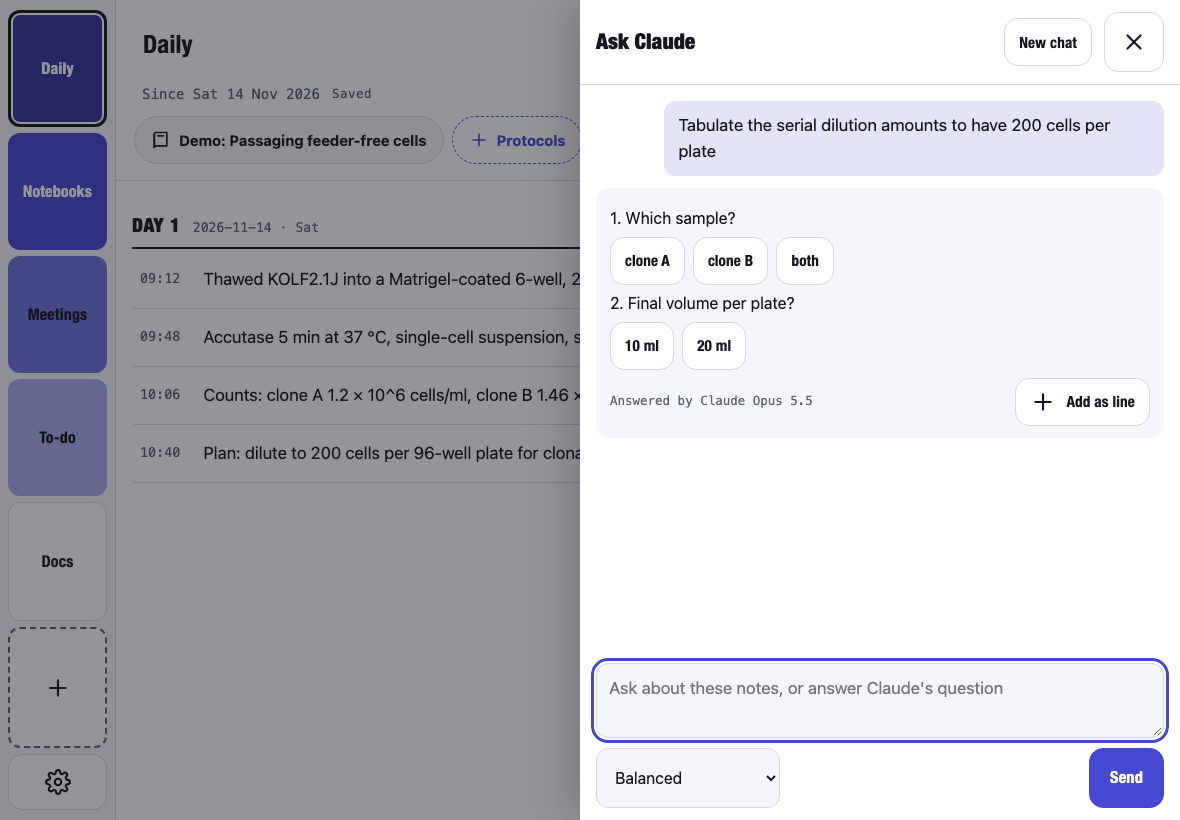 Daily
Notebooks
Meetings
To-do
Docs
Daily
Since Sat 14 Nov 2026 Saved
Demo: Passaging feeder-free cells
+ Protocols
DAY 1 2026-11-14 · Sat
09:12 Thawed KOLF2.1J into a Matrigel-coated 6-well, 2
09:48 Accutase 5 min at 37 °C, single-cell suspension, s
10:06 Counts: clone A 1.2 × 10^6 cells/ml, clone B 1.46 ×
10:40 Plan: dilute to 200 cells per 96-well plate for clona
Ask Claude
New chat
Tabulate the serial dilution amounts to have 200 cells per
plate
1. Which sample?
clone A clone B both
2. Final volume per plate?
10 ml 20 ml
Answered by Claude Opus 5.5
+ Add as line
Ask about these notes, or answer Claude's question
Balanced
Send